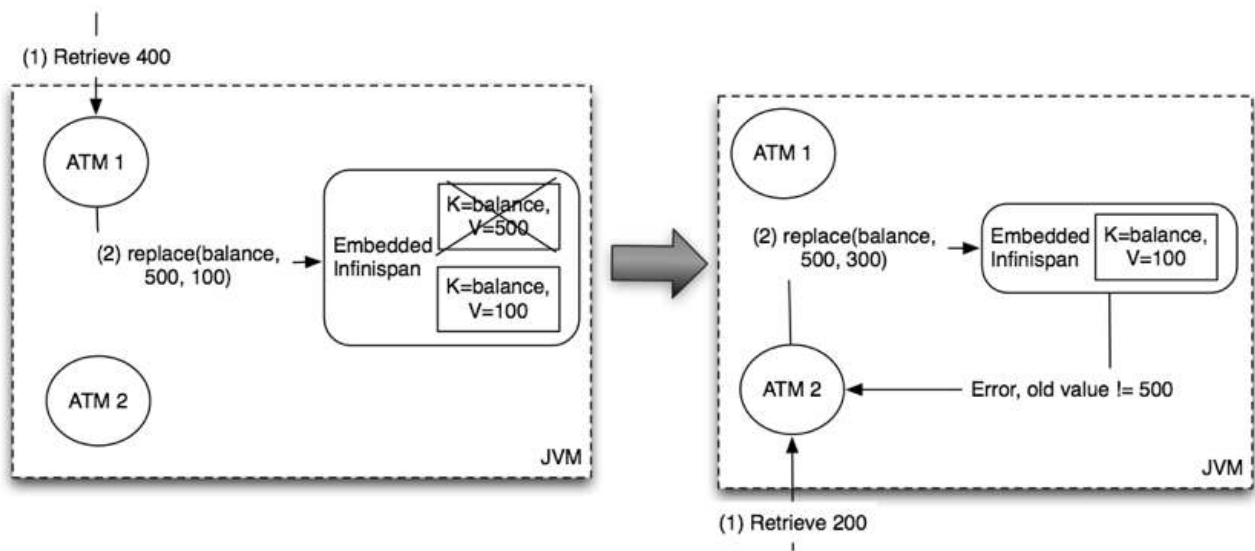 (1) Retrieve 400
ATM 1
(2) replace(balance,
500, 100)
Embedded
Infinispan
K=balance,
V=500
K=balance,
V=100
ATM 2
JVM
ATM 1
(2) replace(balance,
500, 300)
Embedded
Infinispan
K=balance,
V=100
ATM 2
Error, old value != 500
JVM
(1) Retrieve 200